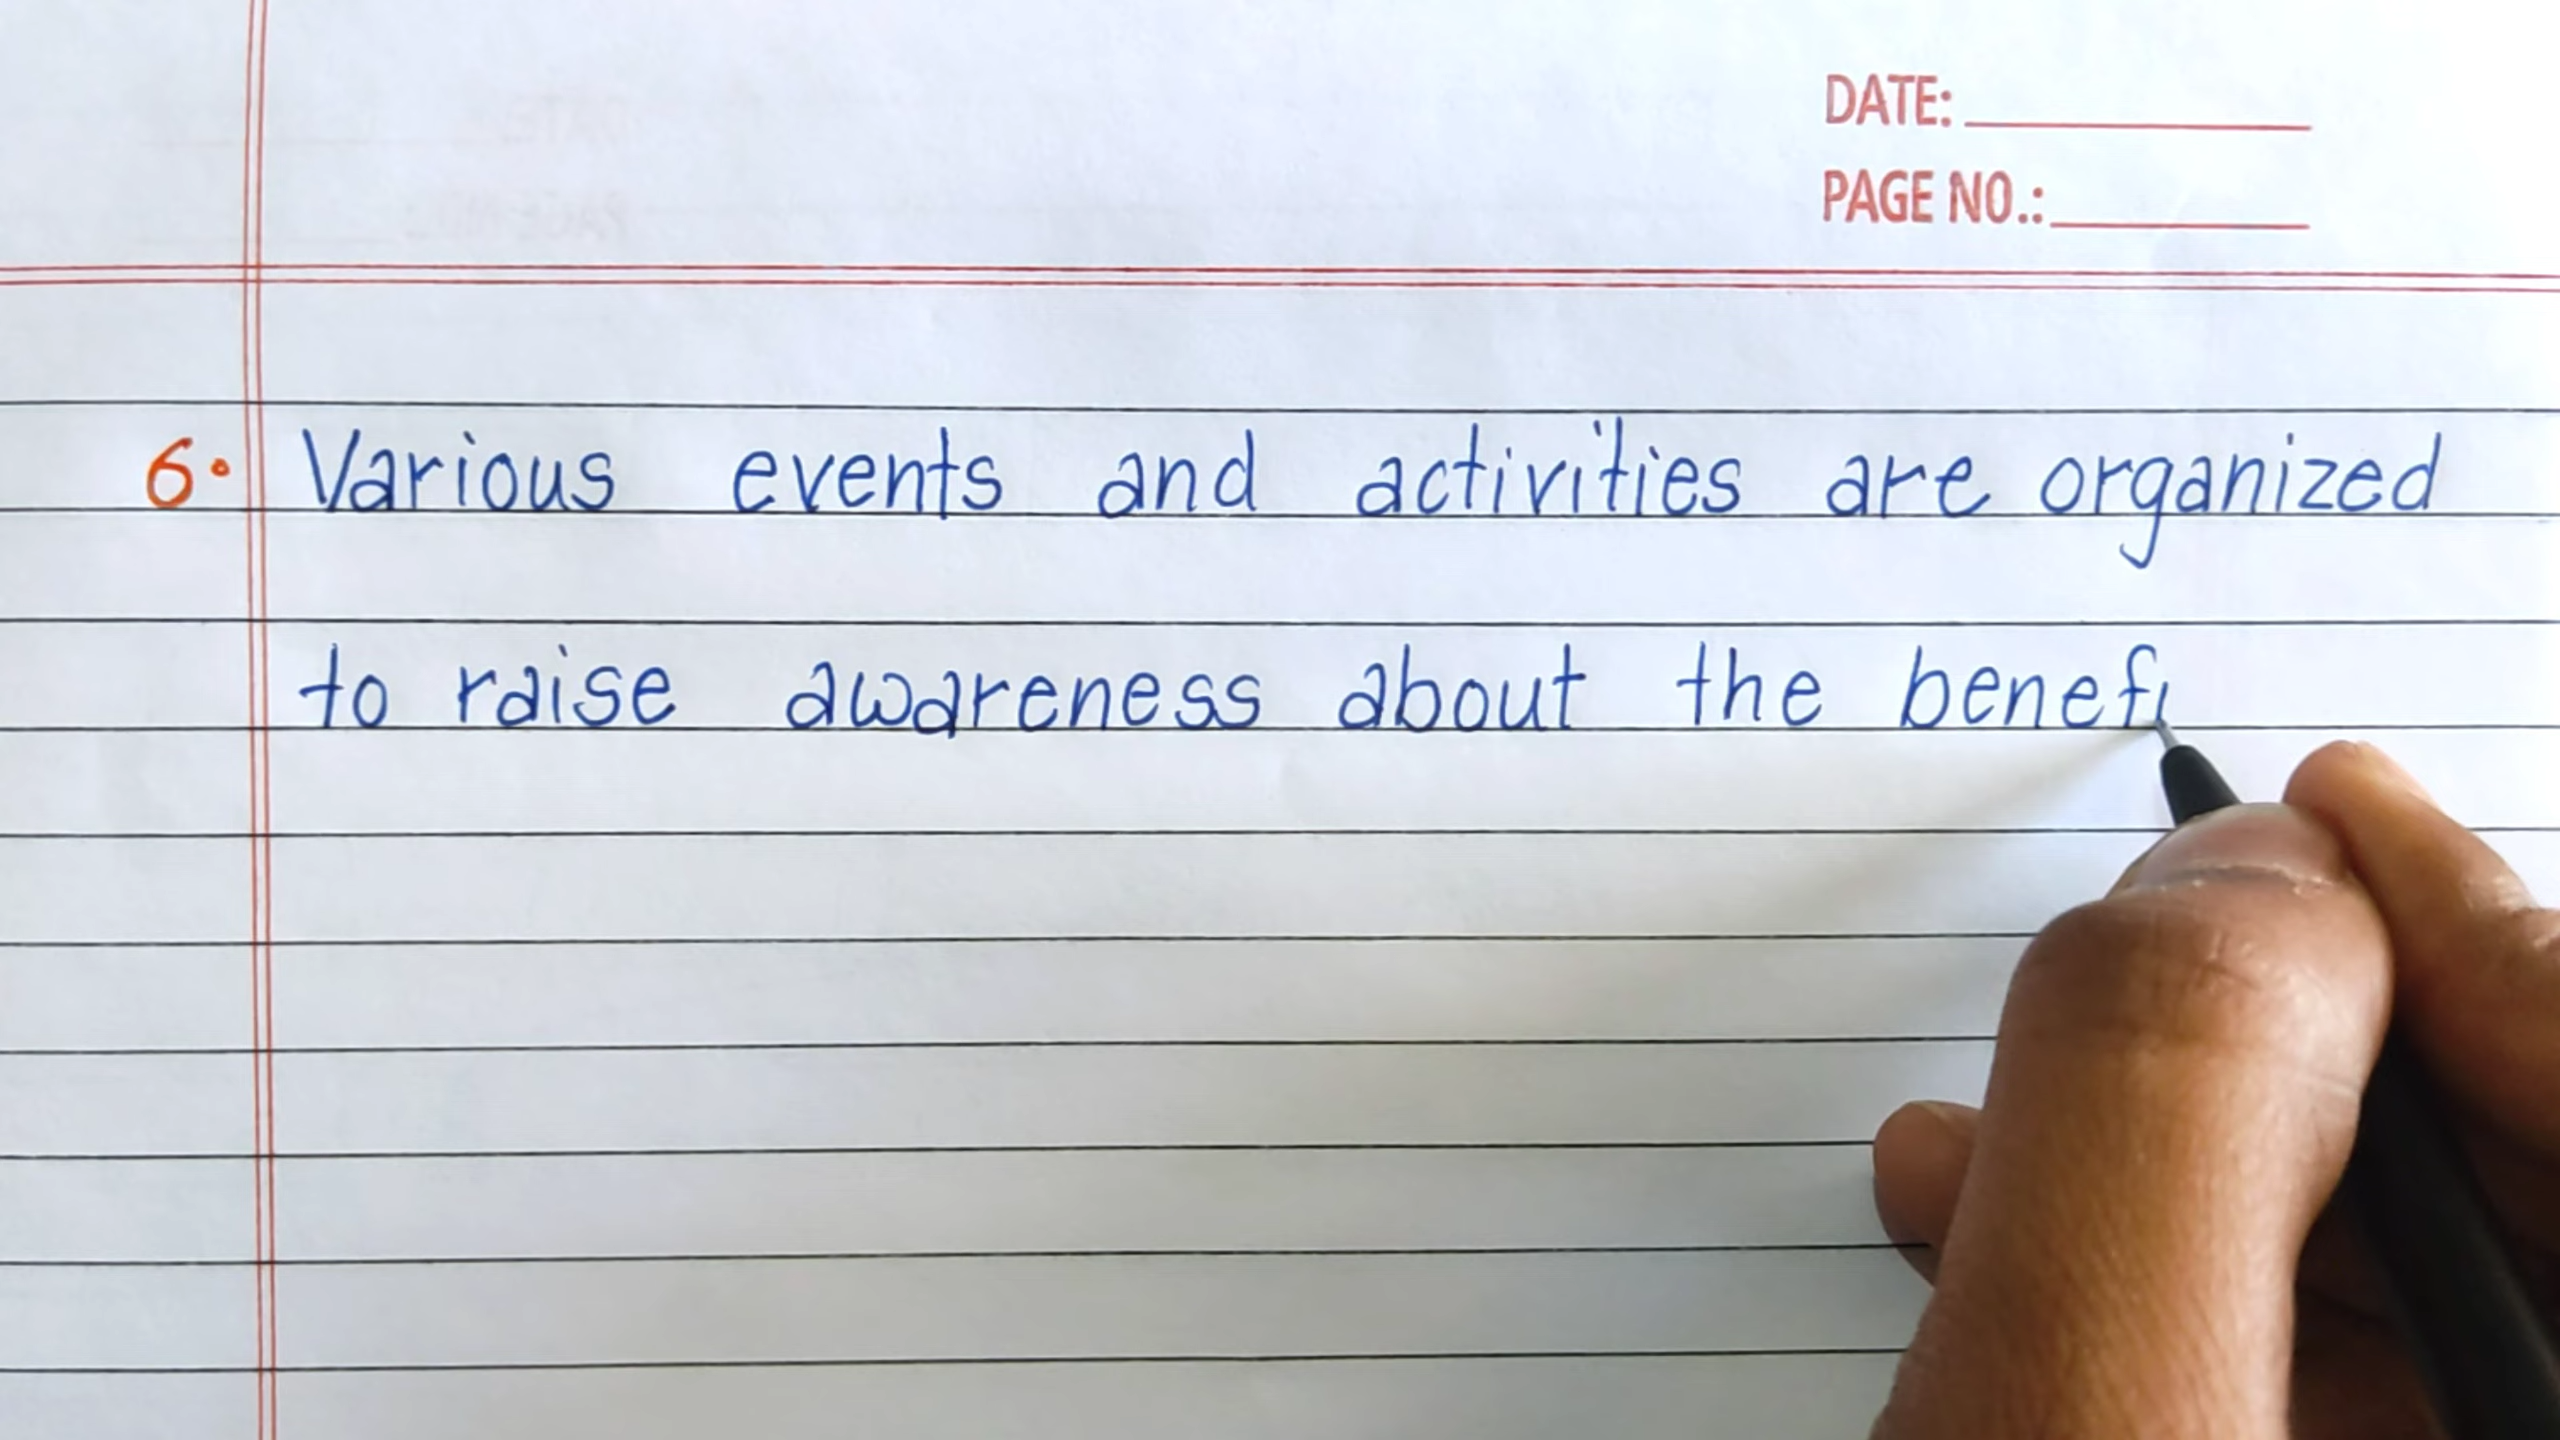 DATE:
PAGE NO.:
6. Various events and activities are organized
to raise awareness about the benefi